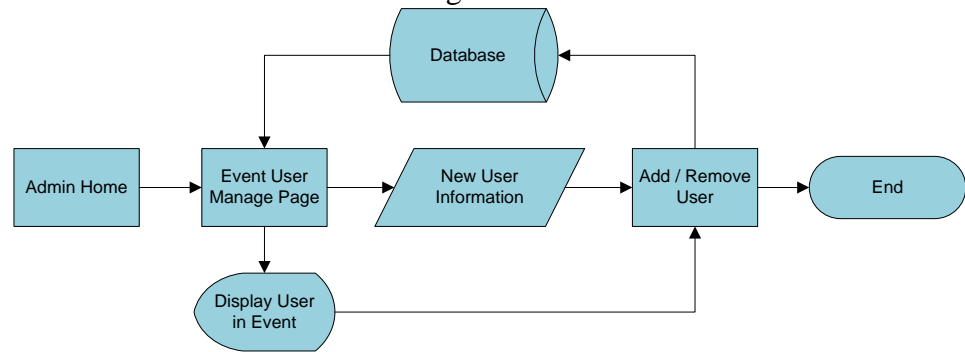 Database
Admin Home
Event User
Manage Page
New User
Information
Add / Remove
User
End
Display User
in Event